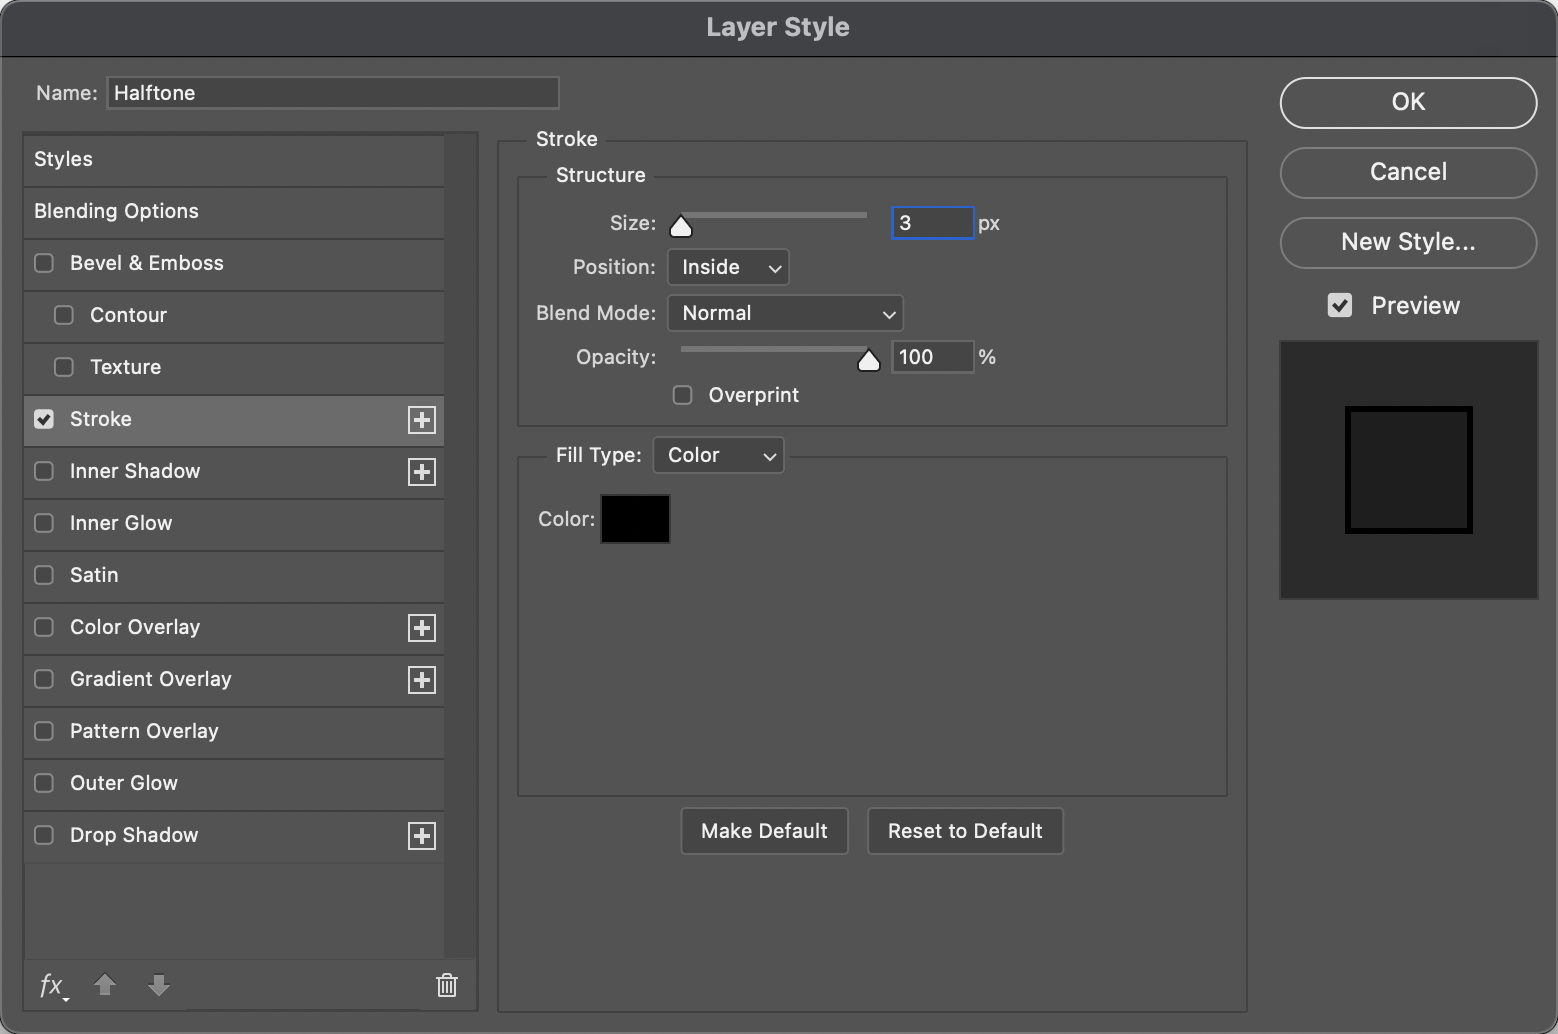 Layer Style
Name: Halftone
Styles
Blending Options
Bevel & Emboss
Contour
Texture
Stroke
Inner Shadow
Inner Glow
Satin
Color Overlay
Gradient Overlay
Pattern Overlay
Outer Glow
Drop Shadow
fx
Stroke
Structure
Size: 3 px
Position: Inside
Blend Mode: Normal
Opacity: 100 %
Overprint
Fill Type: Color
Color:
Make Default Reset to Default
OK
Cancel
New Style...
Preview